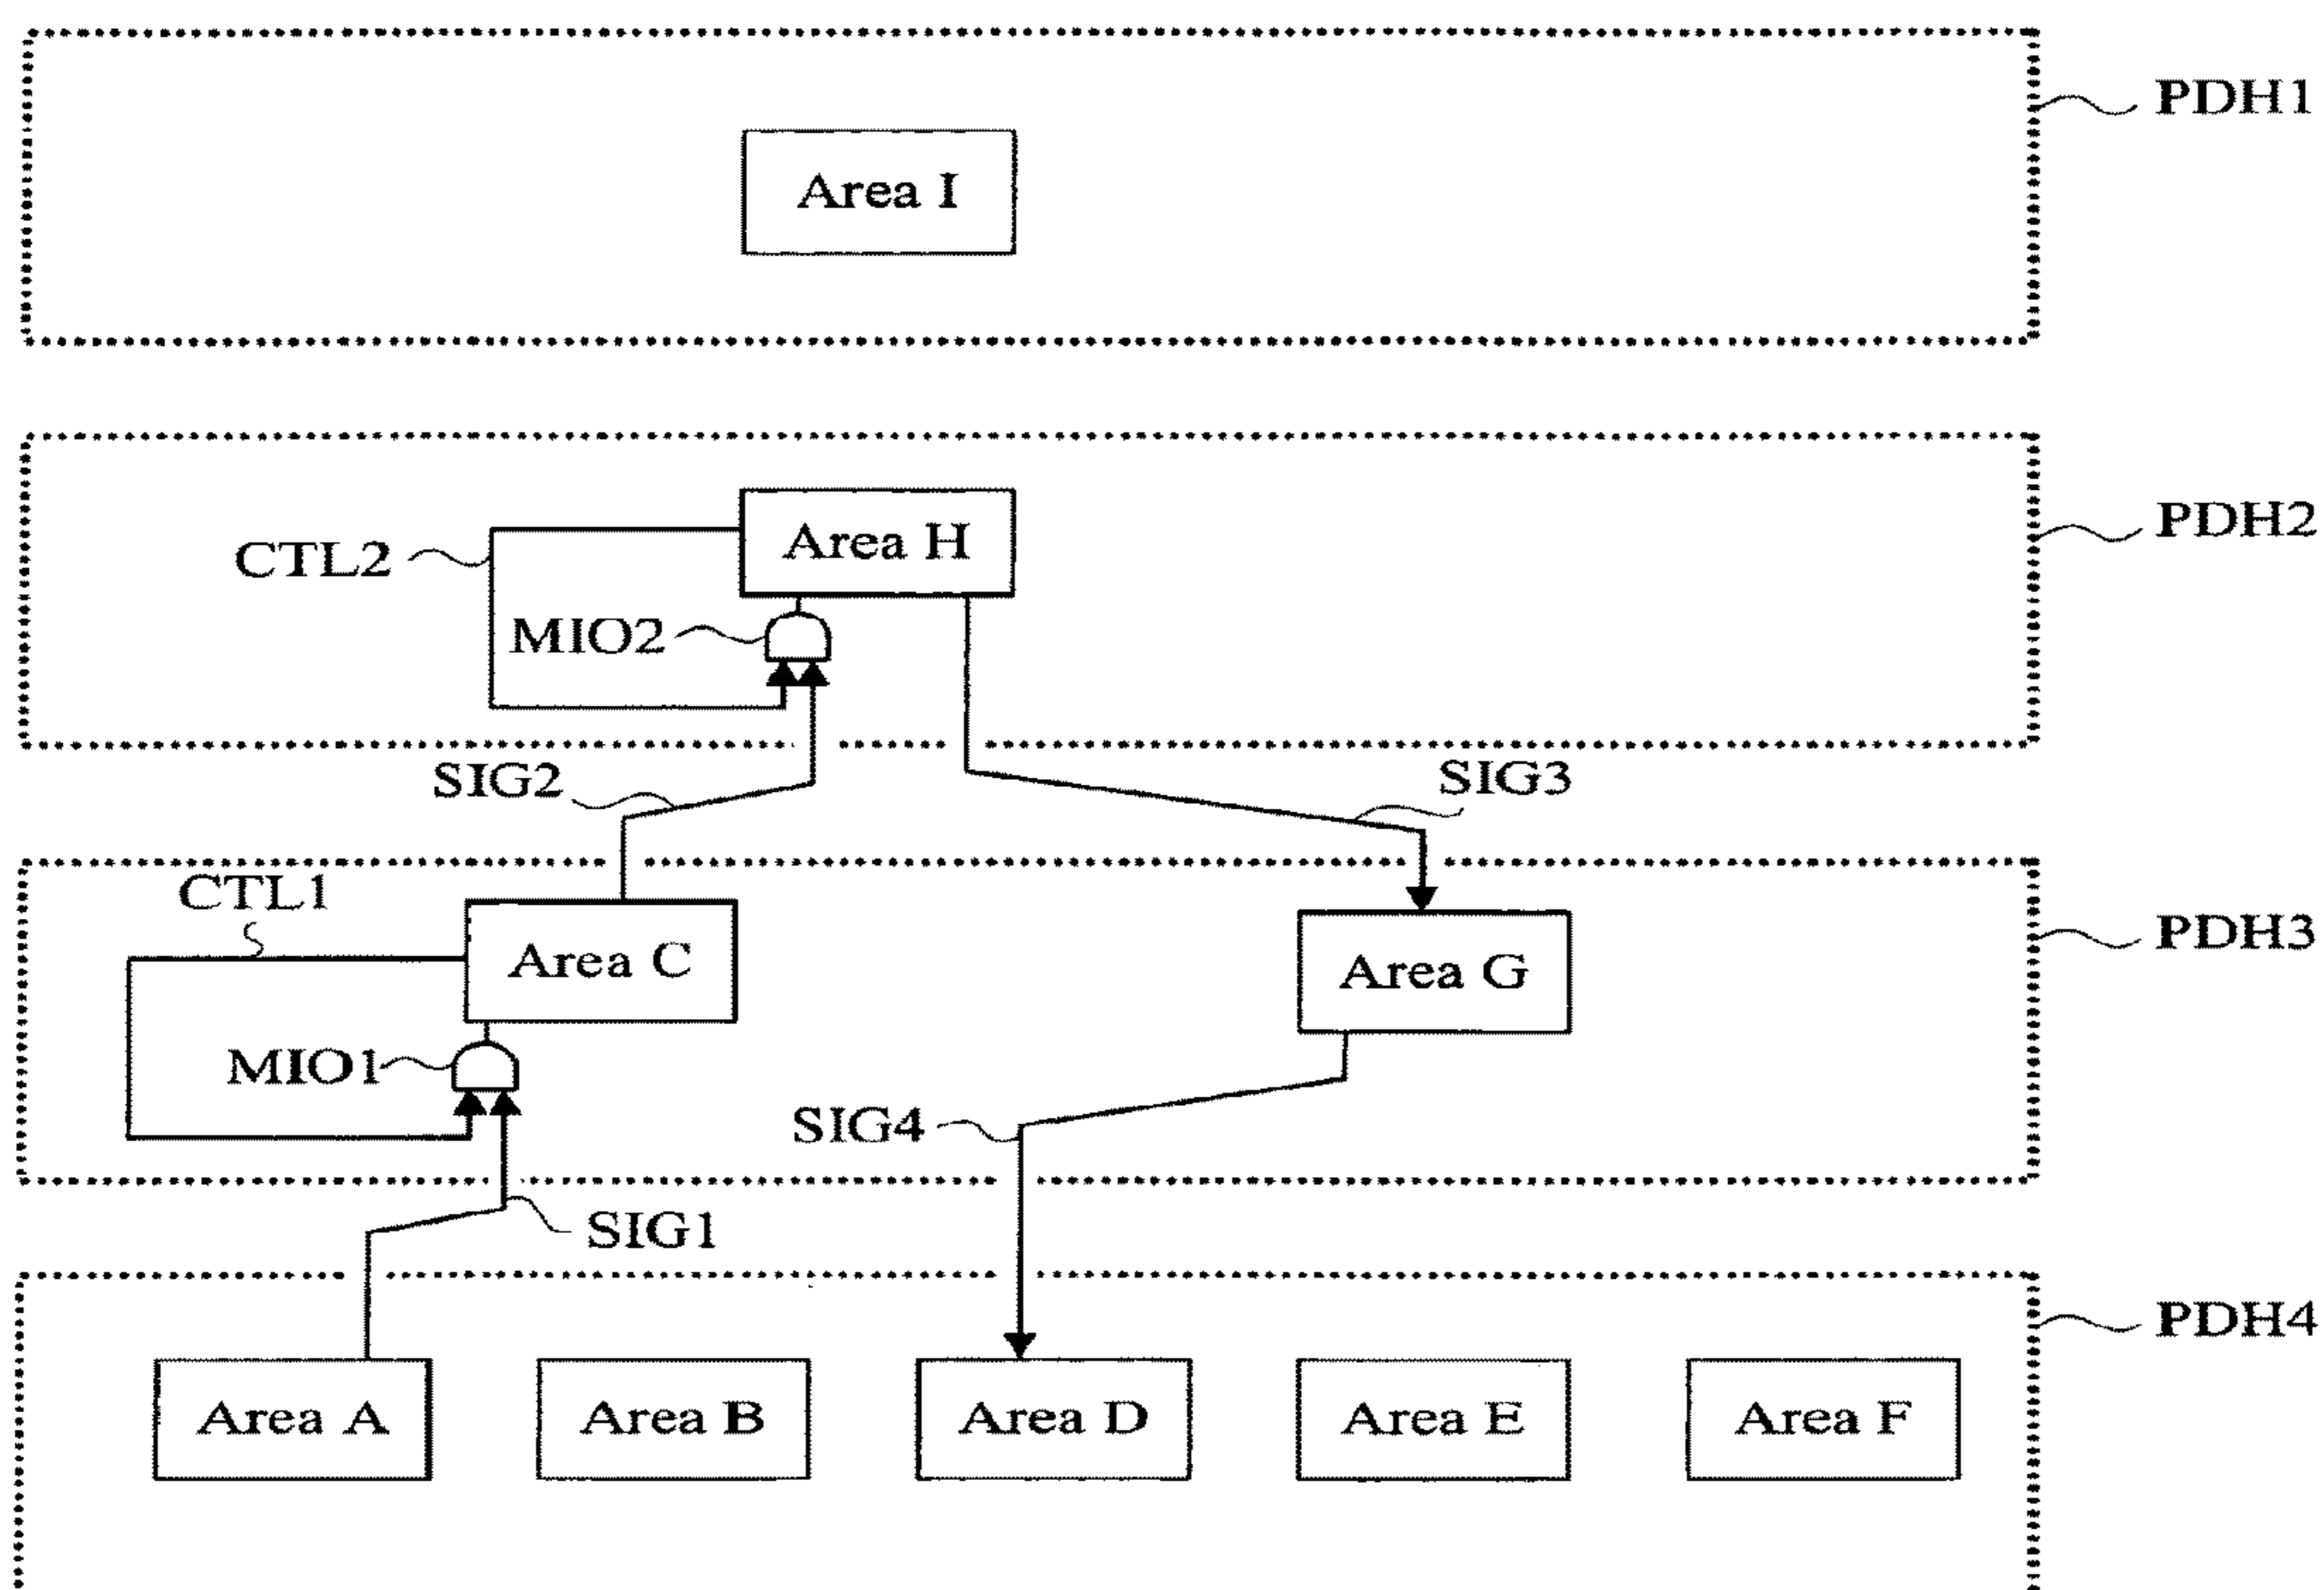 PDH1
Area I
PDH2
Area H
CTL2
MIO2
SIG2
SIG3
CTL1
PDH3
Area C
Area G
MIO1
SIG4
SIG1
PDH4
Area A
Area B
Area D
Area E
Area F